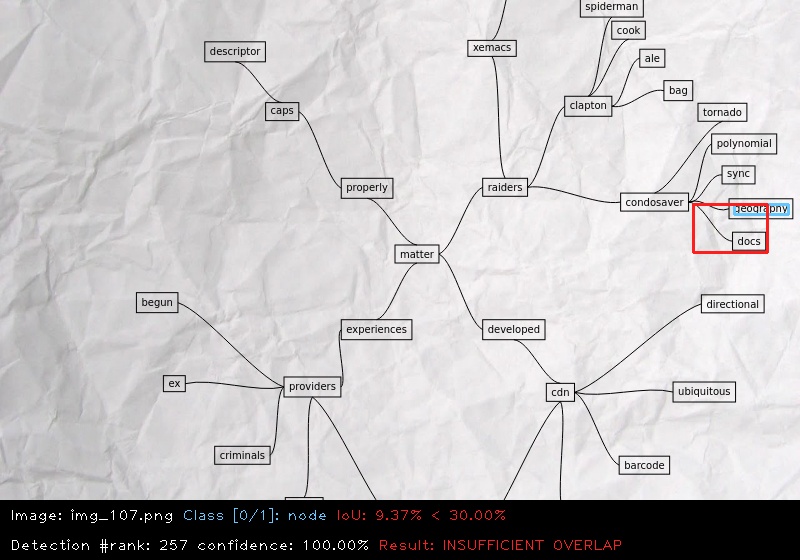 spiderman
cook
xemacs
descriptor
ale
bag
clapton
caps
tornado
polynomial
sync
properly
raiders
condosaver
geography
docs
matter
begun
directional
experiences
developed
ex
providers
cdn
ubiquitous
criminals
barcode
Image: img_107.png Class [0/1]: node IoU: 9.37% < 30.00%
Detection #rank: 257 confidence: 100.00% Result: INSUFFICIENT OVERLAP